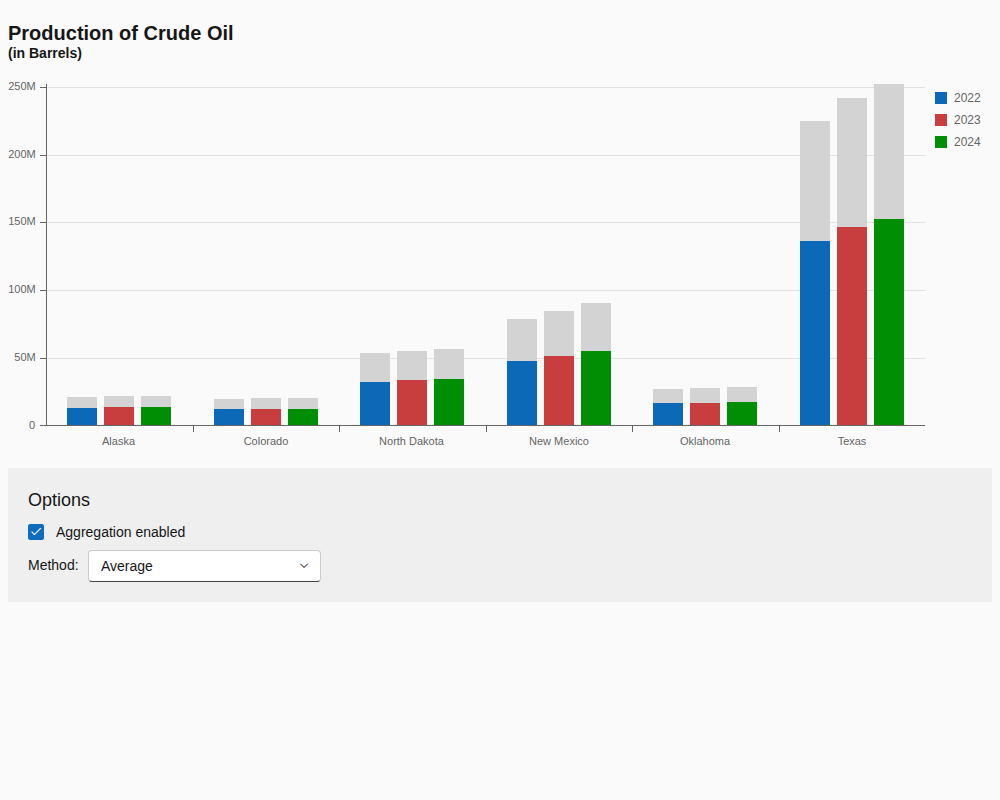 Production of Crude Oil
(in Barrels)
250M
200M
150M
100M
50M
0
Alaska
Colorado
North Dakota
New Mexico
Oklahoma
Texas
2022
2023
2024
Options
Aggregation enabled
Method: Average